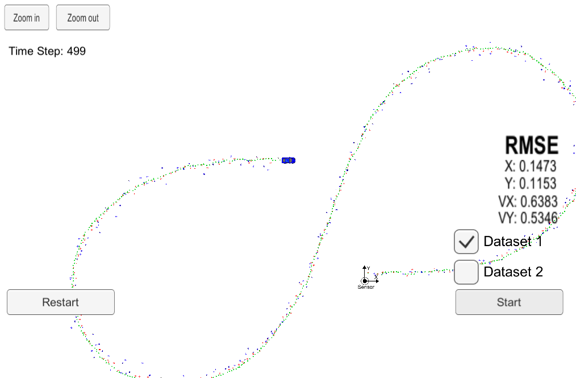 Zoom in
Zoom out
Time Step: 499
RMSE
X: 0.1473
Y: 0.1153
VX: 0.6383
VY: 0.5346
Dataset 1
Dataset 2
Y
X
Sensor
Restart
Start